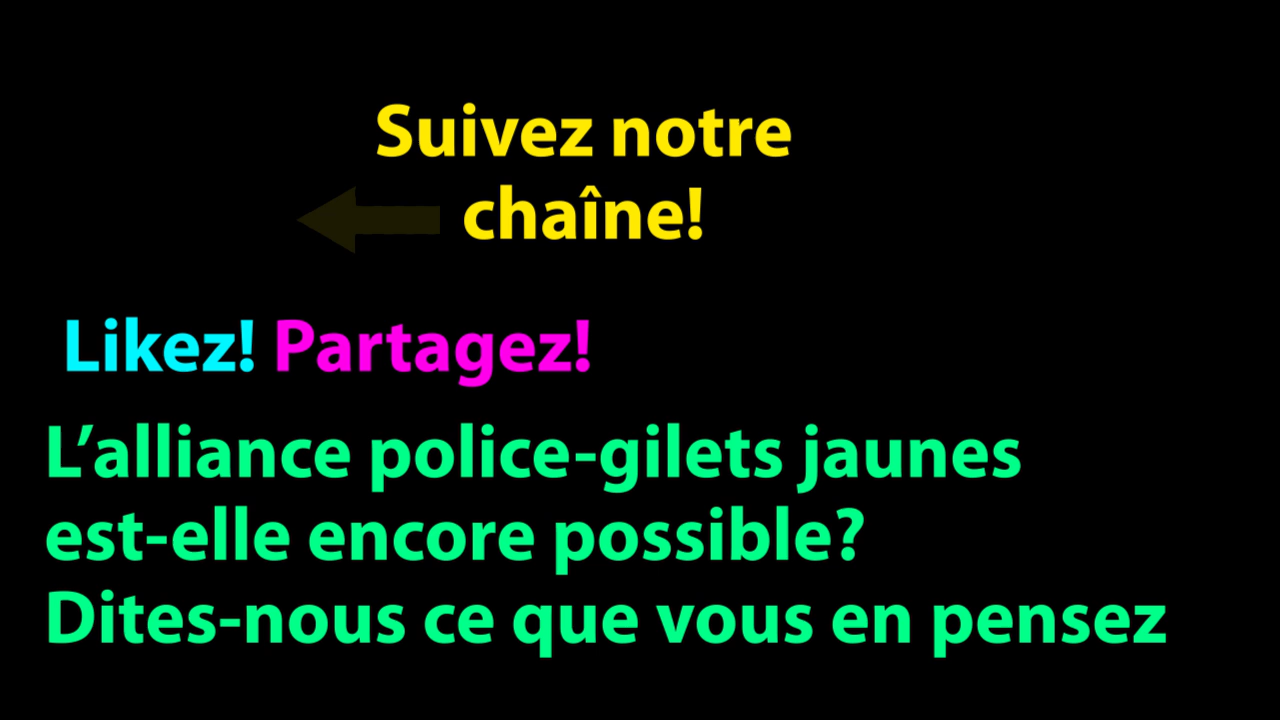 Suivez notre
chaîne!
Likez! Partagez!
L’alliance police-gilets jaunes
est-elle encore possible?
Dites-nous ce que vous en pensez